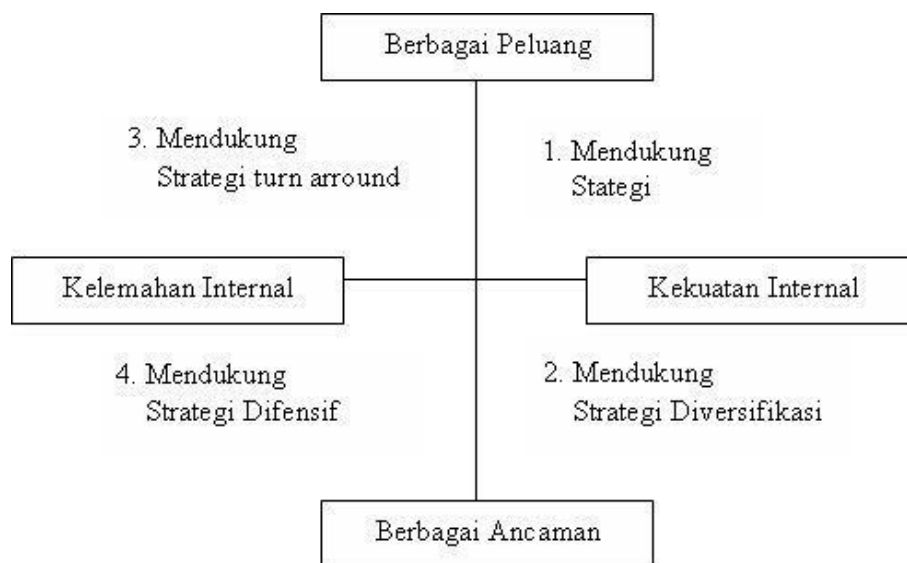 Berbagai Peluang
3. Mendukung
Strategi turn arround
1. Mendukung
Stategi
Kelemahan Internal
Kekuatan Internal
4. Mendukung
Strategi Difensif
2. Mendukung
Strategi Diversifikasi
Berbagai Ancaman